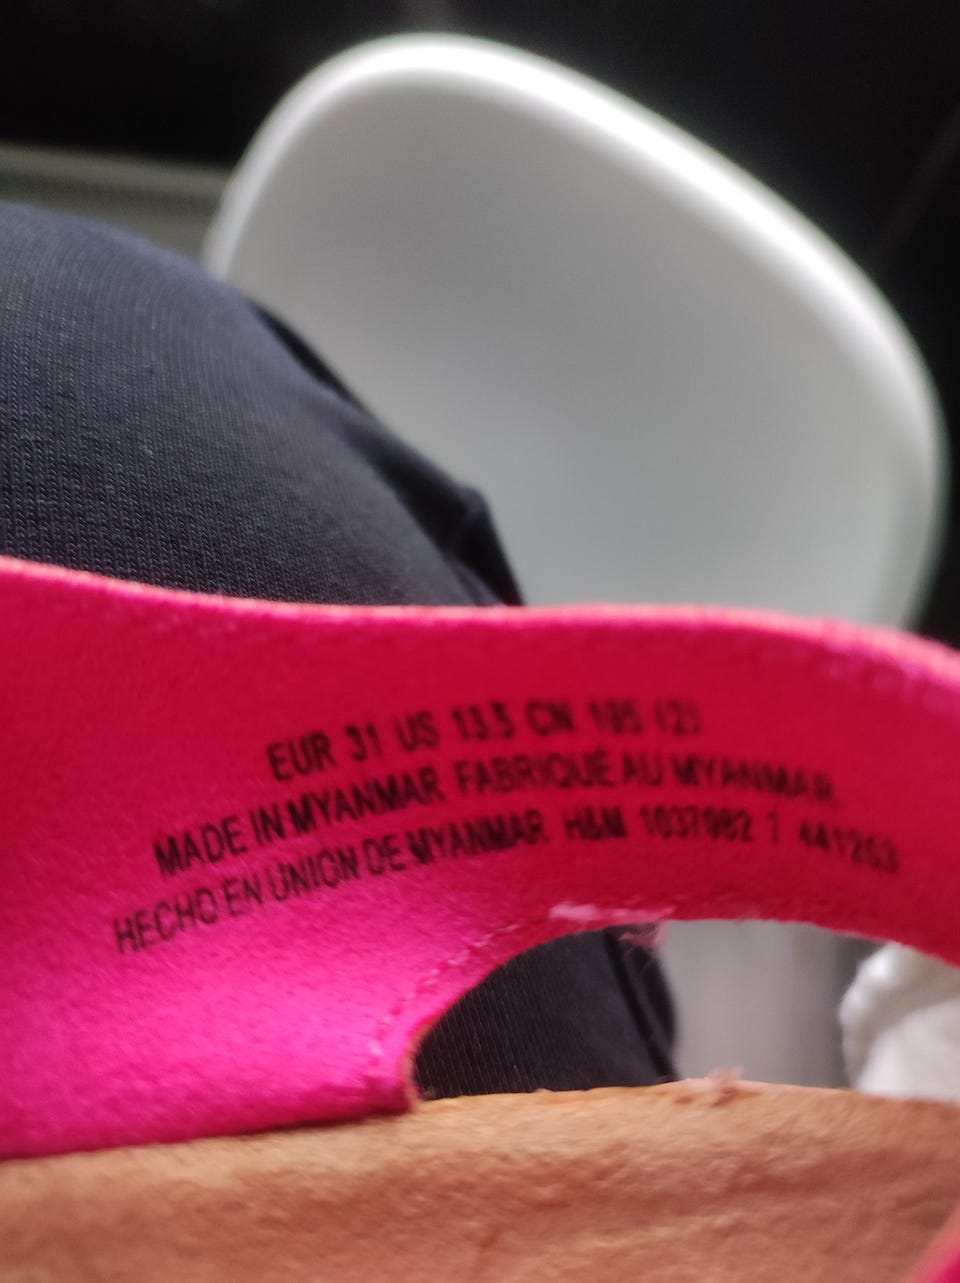 EUR 31 US 13.5 CN 195 (2)
MADE IN MYANMAR FABRIQUÉ AU MYANMAR
HECHO EN UNION DE MYANMAR H&M 1037982 1 441253